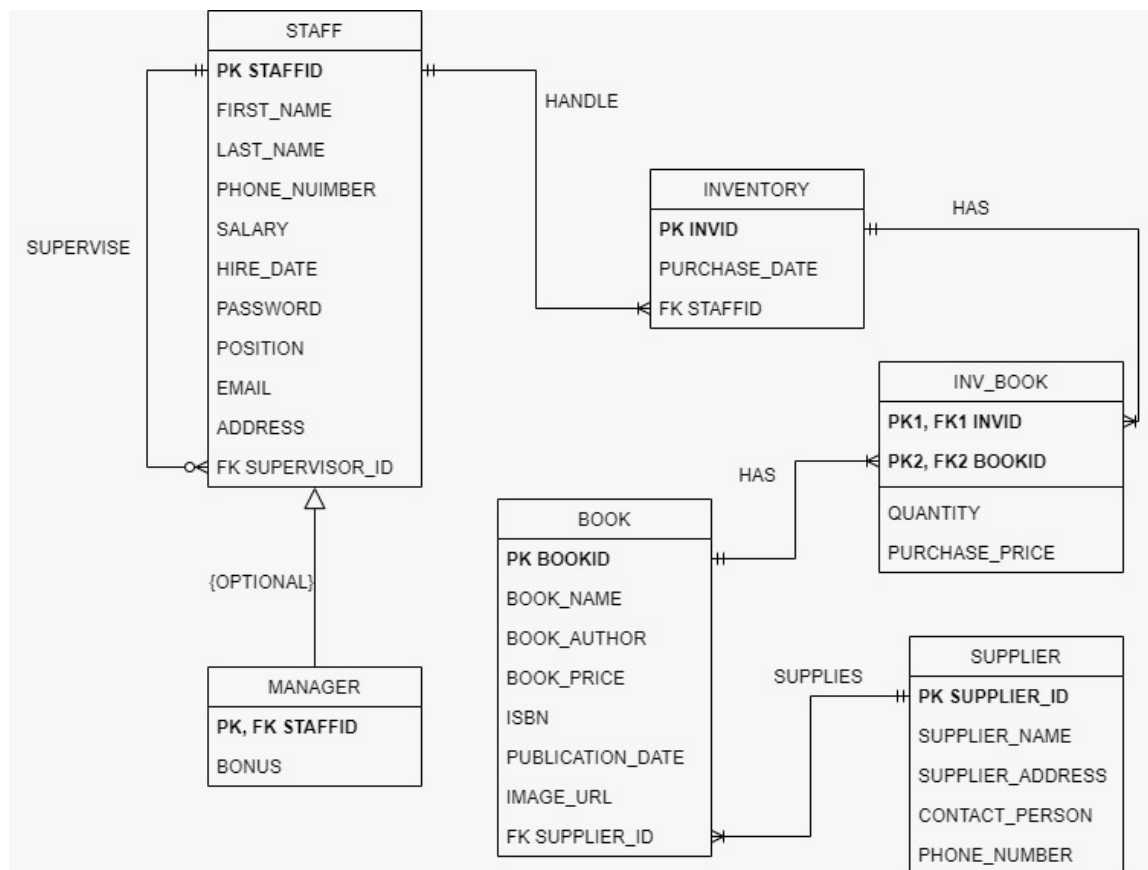 STAFF
PK STAFFID
FIRST_NAME
LAST_NAME
PHONE_NUIMBER
SALARY
HIRE_DATE
PASSWORD
POSITION
EMAIL
ADDRESS
FK SUPERVISOR_ID
SUPERVISE
HANDLE
INVENTORY
PK INVID
PURCHASE_DATE
FK STAFFID
HAS
INV_BOOK
PK1, FK1 INVID
PK2, FK2 BOOKID
QUANTITY
PURCHASE_PRICE
HAS
BOOK
PK BOOKID
BOOK_NAME
BOOK_AUTHOR
BOOK_PRICE
ISBN
PUBLICATION_DATE
IMAGE_URL
FK SUPPLIER_ID
{OPTIONAL}
MANAGER
PK, FK STAFFID
BONUS
SUPPLIES
SUPPLIER
PK SUPPLIER_ID
SUPPLIER_NAME
SUPPLIER_ADDRESS
CONTACT_PERSON
PHONE_NUMBER